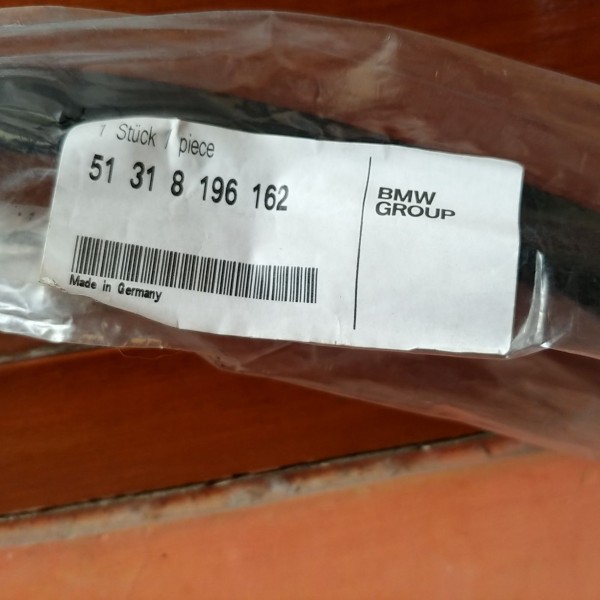 1 Stück / piece
51 31 8 196 162
BMW
GROUP
Made in Germany